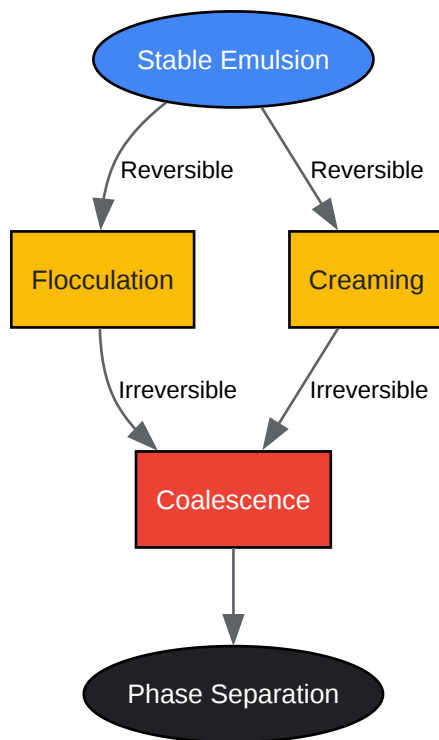 Stable Emulsion
Reversible
Reversible
Flocculation
Creaming
Irreversible
Irreversible
Coalescence
Phase Separation